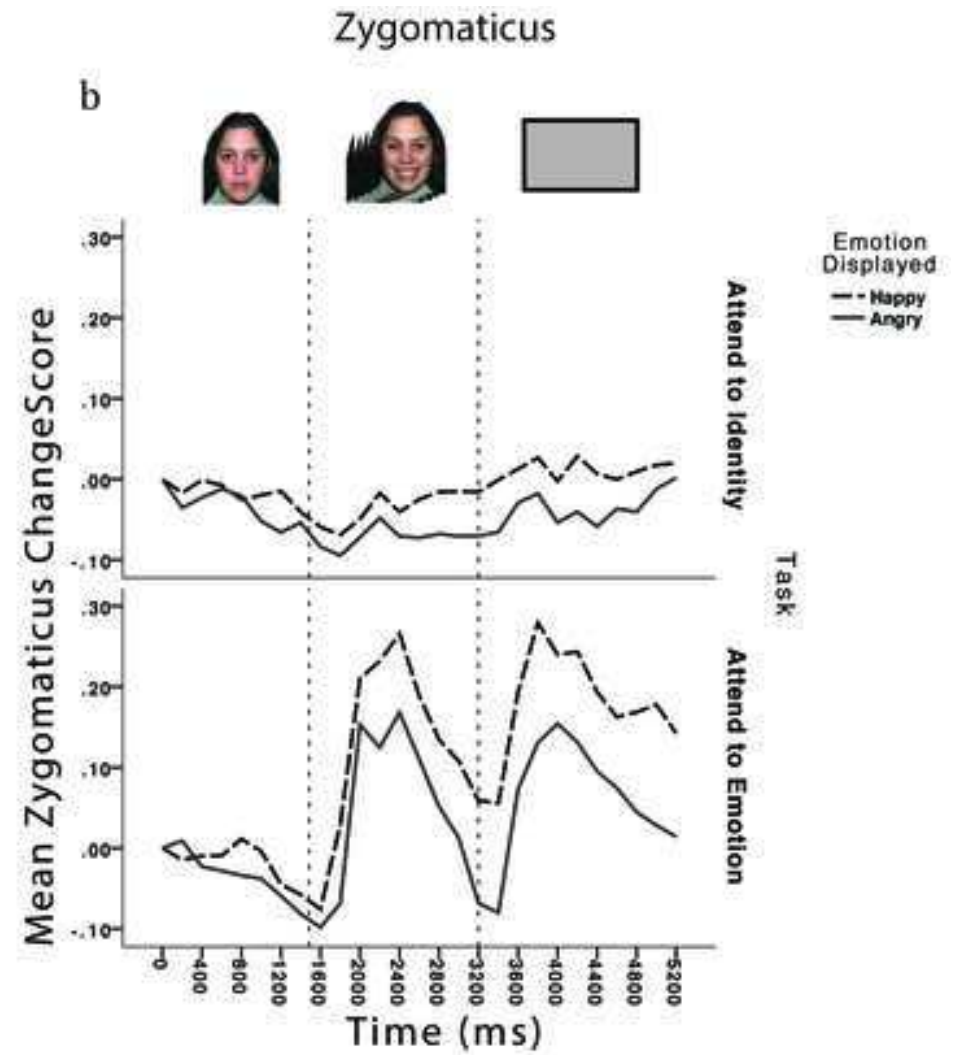 Zygomaticus
b
Emotion
Displayed
Happy
Angry
Mean Zygomaticus ChangeScore
.30
.20
.10
.00
-.10
Attend to Identity
Task
.30
.20
.10
.00
-.10
Attend to Emotion
0
400
800
1200
1600
2000
2400
2800
3200
3600
4000
4400
4800
5200
Time (ms)